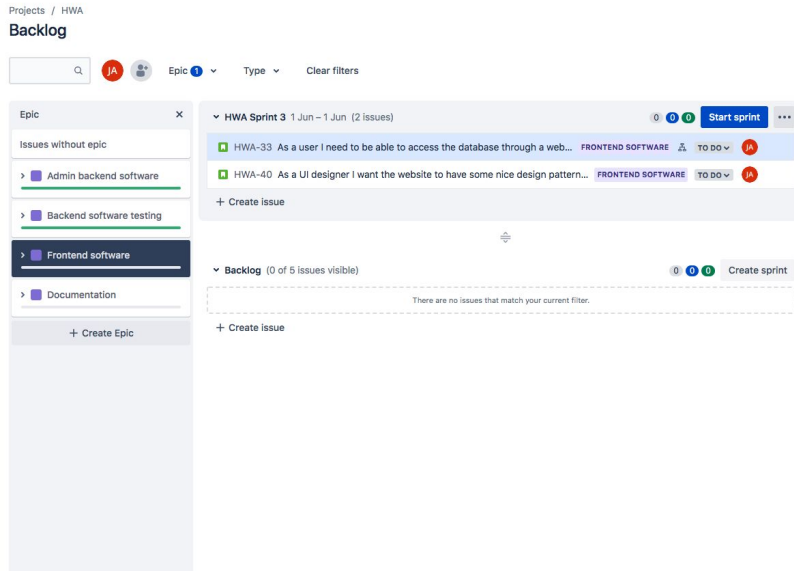 Projects / HWA
Backlog
JA
Epic 1
Type
Clear filters
Epic
Issues without epic
Admin backend software
Backend software testing
Frontend software
Documentation
+ Create Epic
HWA Sprint 3 1 Jun – 1 Jun (2 issues)
0 0 0 Start sprint
HWA-33 As a user I need to be able to access the database through a web... FRONTEND SOFTWARE TO DO JA
HWA-40 As a UI designer I want the website to have some nice design pattern... FRONTEND SOFTWARE TO DO JA
+ Create issue
Backlog (0 of 5 issues visible)
0 0 0 Create sprint
There are no issues that match your current filter.
+ Create issue